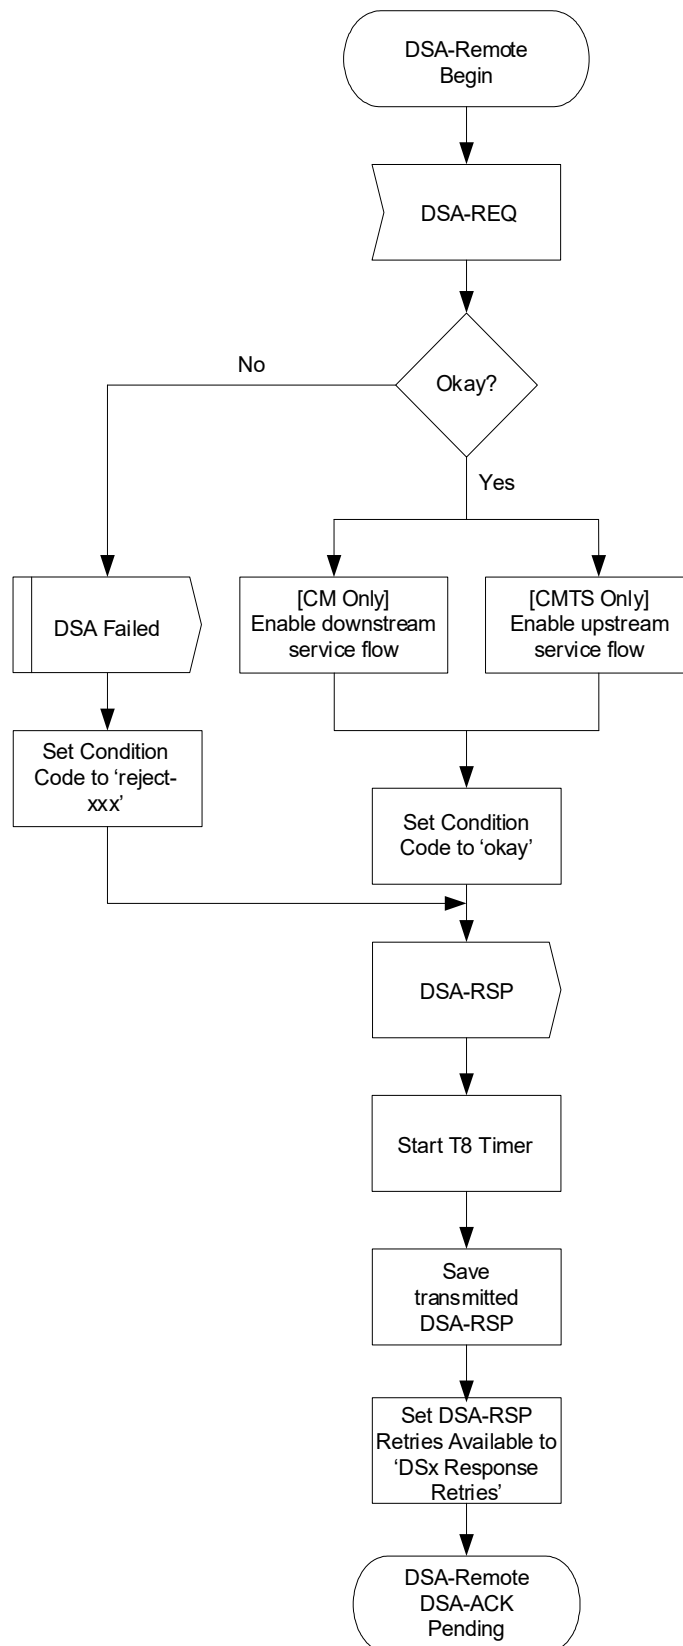 DSA-Remote
Begin
DSA-REQ
Okay?
No
Yes
DSA Failed
[CM Only]
Enable downstream
service flow
[CMTS Only]
Enable upstream
service flow
Set Condition
Code to ‘reject-
xxx’
Set Condition
Code to ‘okay’
DSA-RSP
Start T8 Timer
Save
transmitted
DSA-RSP
Set DSA-RSP
Retries Available to
‘DSx Response
Retries’
DSA-Remote
DSA-ACK
Pending